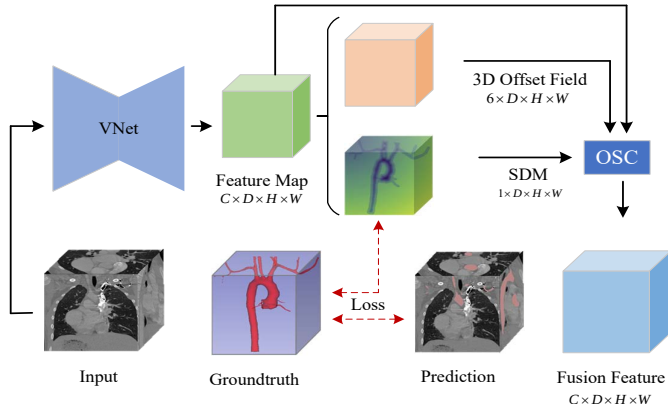 VNet
Feature Map
C×D×H×W
3D Offset Field
6×D×H×W
SDM
1×D×H×W
OSC
Loss
Input
Groundtruth
Prediction
Fusion Feature
C×D×H×W